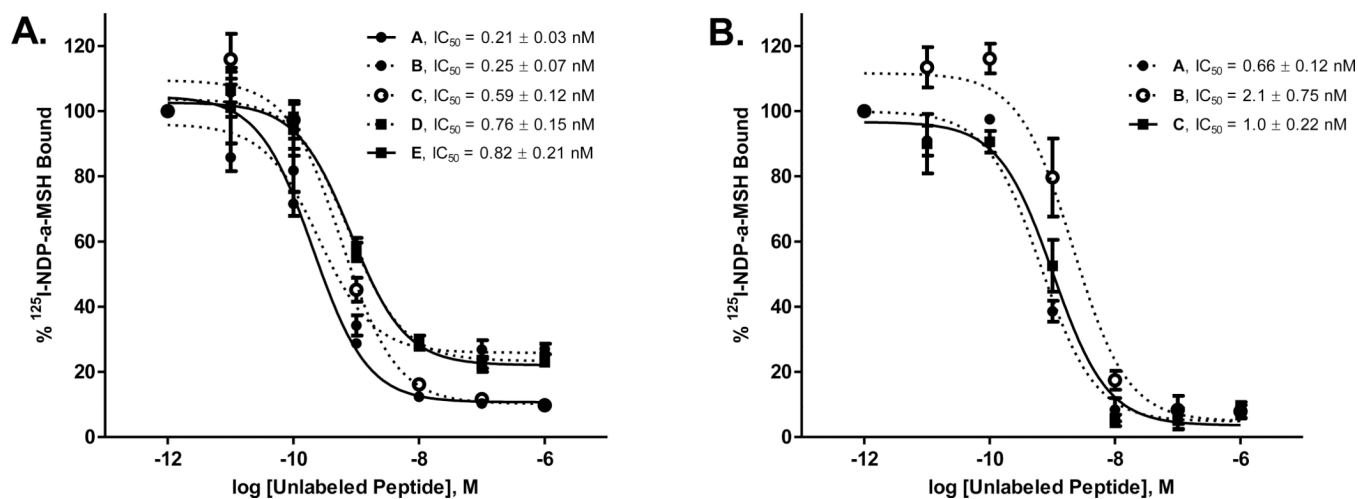 A.
A, IC50 = 0.21 ± 0.03 nM
B, IC50 = 0.25 ± 0.07 nM
C, IC50 = 0.59 ± 0.12 nM
D, IC50 = 0.76 ± 0.15 nM
E, IC50 = 0.82 ± 0.21 nM
% 125I-NDP-a-MSH Bound
120
100
80
60
40
20
0
-12
-10
-8
-6
log [Unlabeled Peptide], M
B.
A, IC50 = 0.66 ± 0.12 nM
B, IC50 = 2.1 ± 0.75 nM
C, IC50 = 1.0 ± 0.22 nM
% 125I-NDP-a-MSH Bound
120
100
80
60
40
20
0
-12
-10
-8
-6
log [Unlabeled Peptide], M